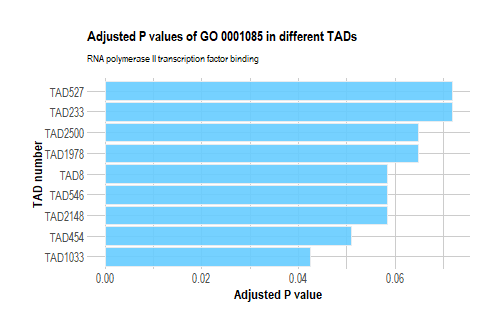 Adjusted P values of GO 0001085 in different TADs
RNA polymerase II transcription factor binding
TAD number
TAD527
TAD233
TAD2500
TAD1978
TAD8
TAD546
TAD2148
TAD454
TAD1033
0.00 0.02 0.04 0.06
Adjusted P value